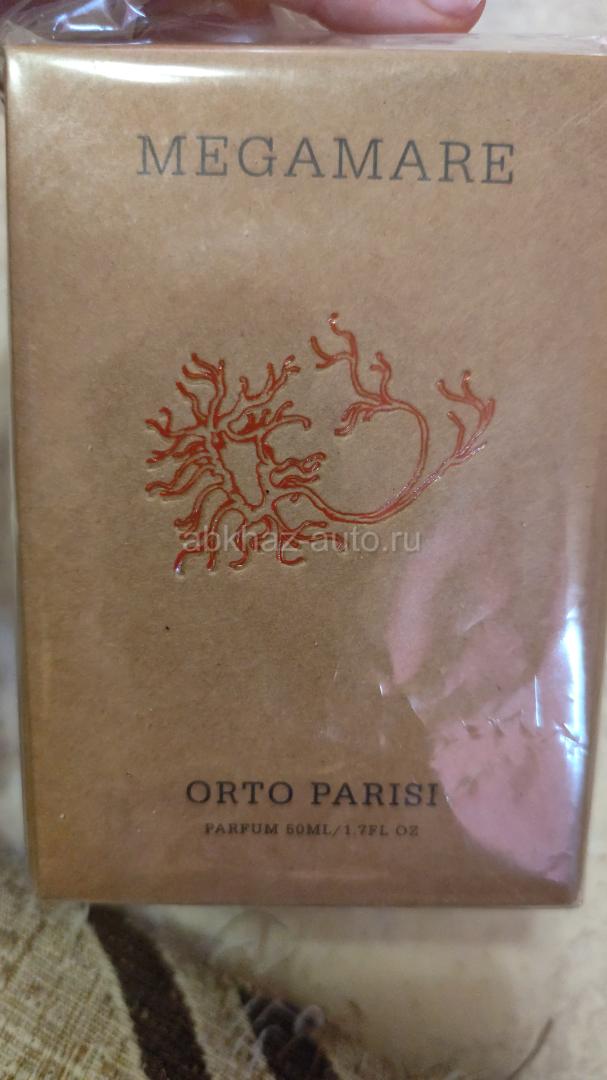 MEGAMARE
abkhaz-auto.ru
ORTO PARISI
PARFUM 50ML/1.7FL OZ